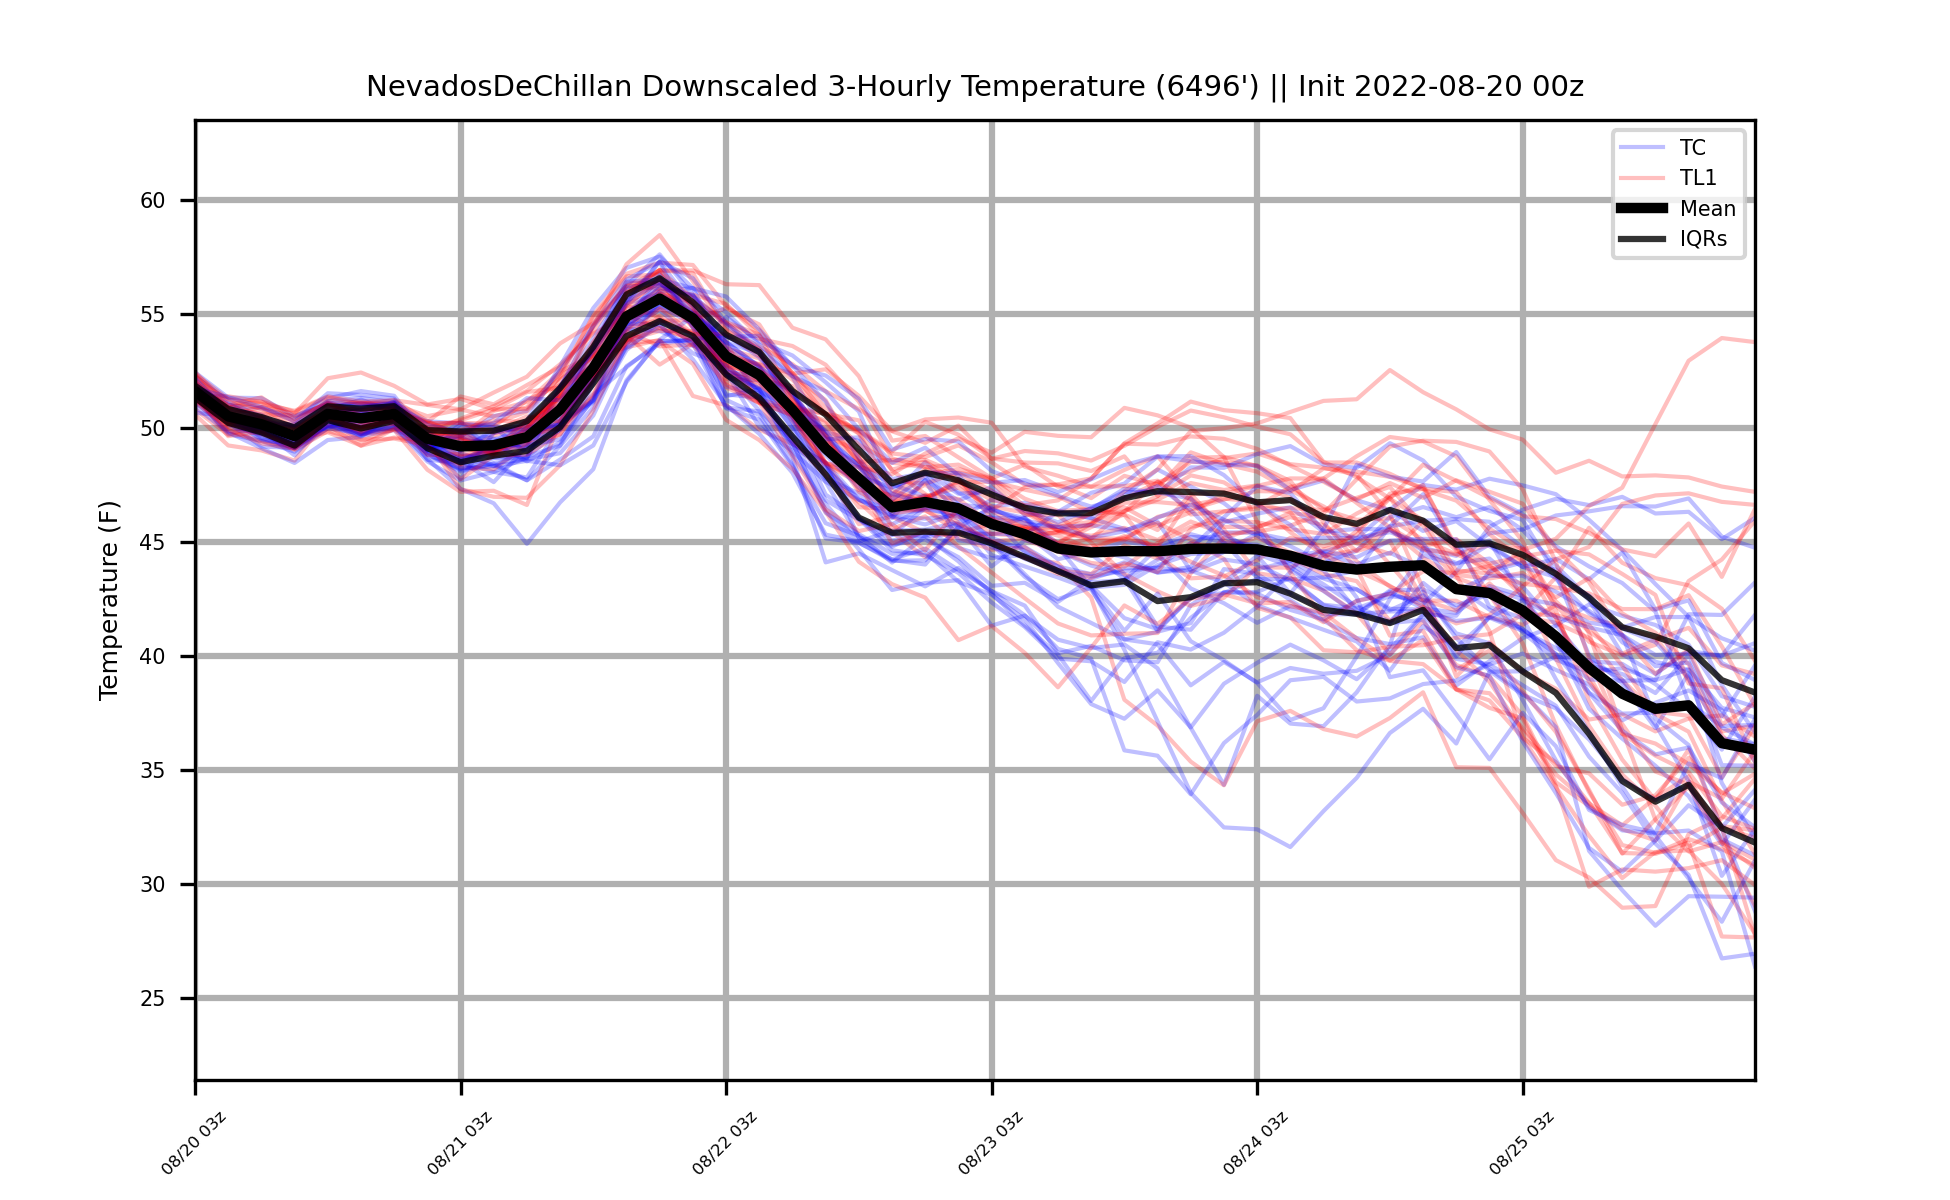 NevadosDeChillan Downscaled 3-Hourly Temperature (6496') || Init 2022-08-20 00z
TC
TL1
Mean
IQRs
Temperature (F)
60
55
50
45
40
35
30
25
08/20 03z
08/21 03z
08/22 03z
08/23 03z
08/24 03z
08/25 03z